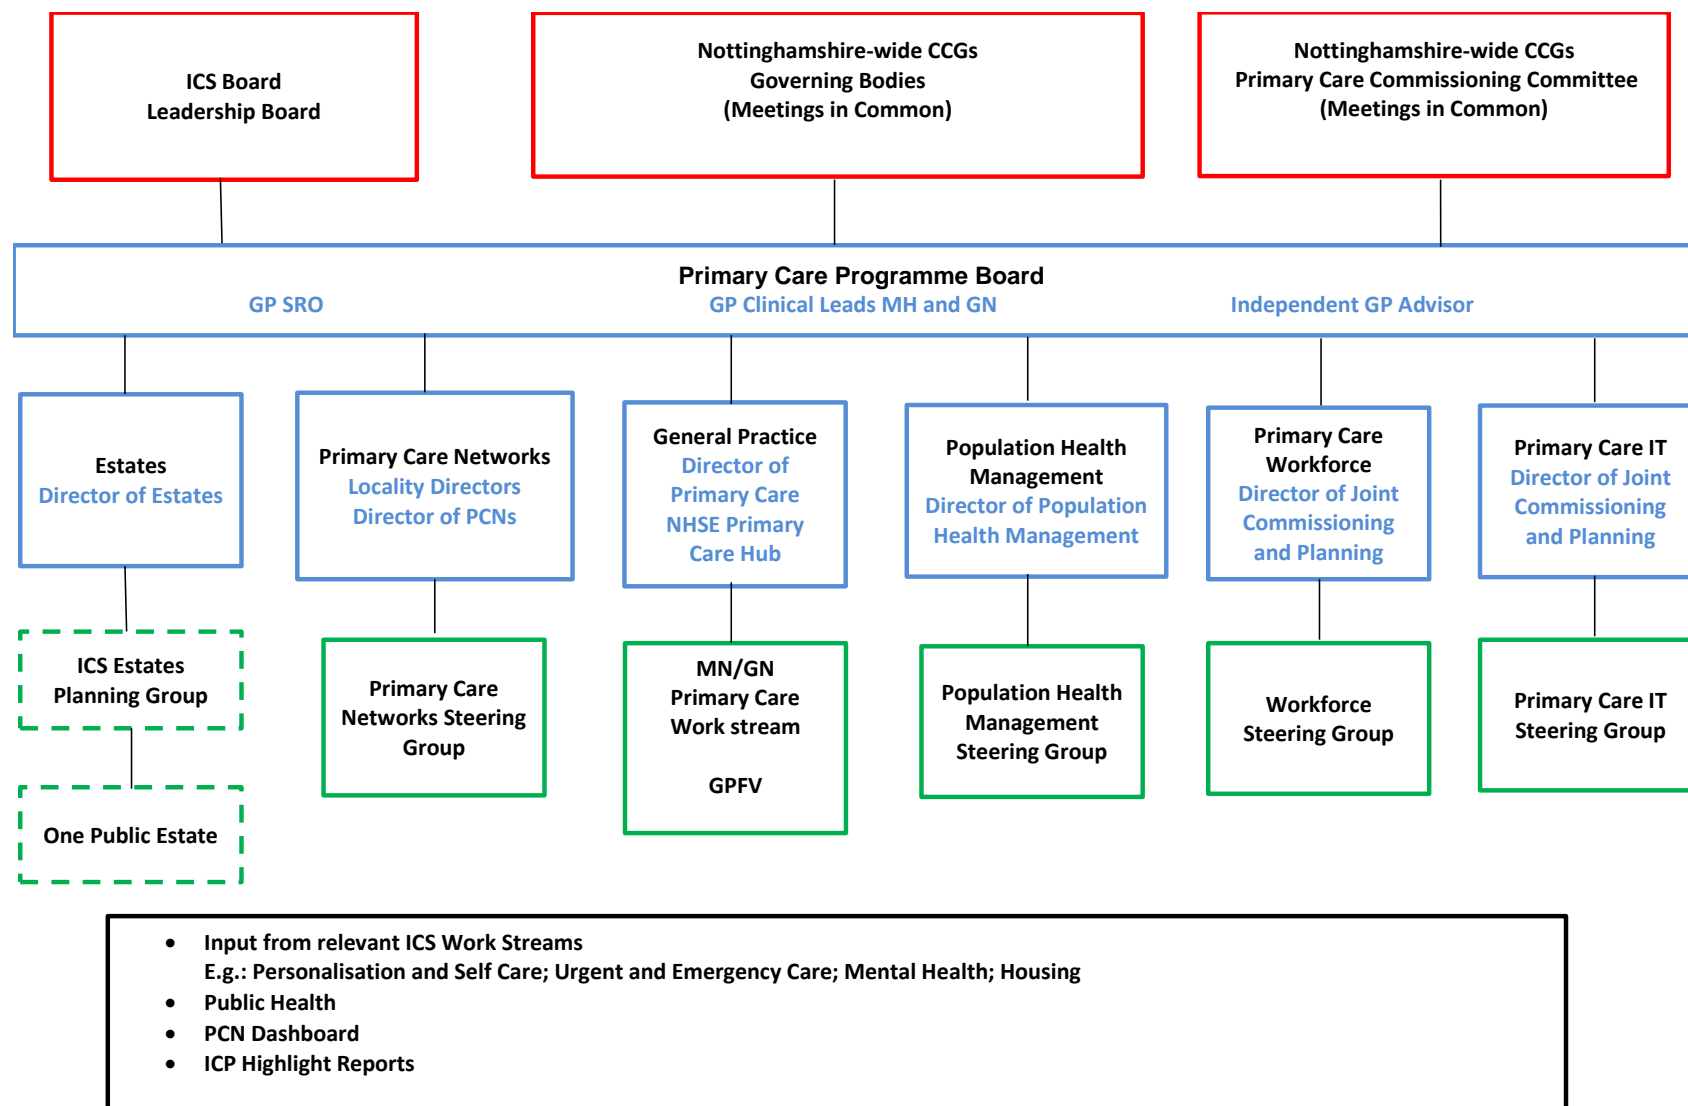 ICS Board
Leadership Board
Nottinghamshire-wide CCGs
Governing Bodies
(Meetings in Common)
Nottinghamshire-wide CCGs
Primary Care Commissioning Committee
(Meetings in Common)
Primary Care Programme Board
GP SRO
GP Clinical Leads MH and GN
Independent GP Advisor
Estates
Director of Estates
Primary Care Networks
Locality Directors
Director of PCNs
General Practice
Director of
Primary Care
NHSE Primary
Care Hub
Population Health
Management
Director of Population
Health Management
Primary Care
Workforce
Director of Joint
Commissioning
and Planning
Primary Care IT
Director of Joint
Commissioning
and Planning
ICS Estates
Planning Group
Primary Care
Networks Steering
Group
MN/GN
Primary Care
Work stream
GPFV
Population Health
Management
Steering Group
Workforce
Steering Group
Primary Care IT
Steering Group
One Public Estate
• Input from relevant ICS Work Streams
E.g.: Personalisation and Self Care; Urgent and Emergency Care; Mental Health; Housing
• Public Health
• PCN Dashboard
• ICP Highlight Reports